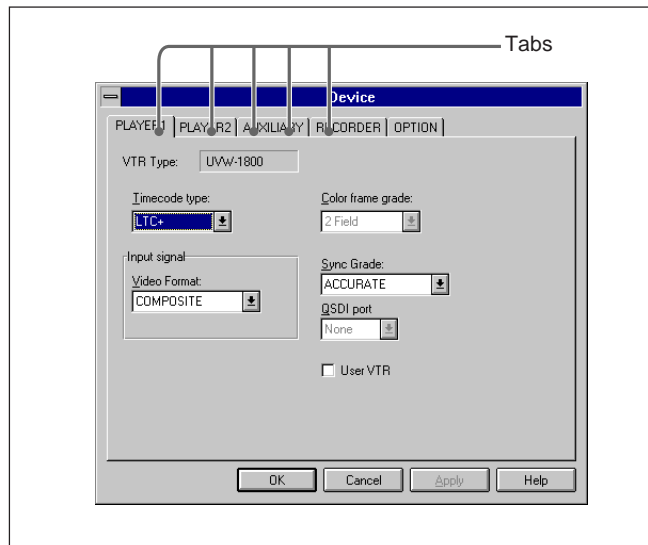 Tabs
Device
PLAYER1 PLAYER2 AUXILIARY RECORDER OPTION
VTR Type: UVW-1800
Timecode type: Color frame grade:
LTC+ 2 Field
Input signal
Video Format: Sync Grade:
COMPOSITE ACCURATE
QSDI port
None
User VTR
OK Cancel Apply Help